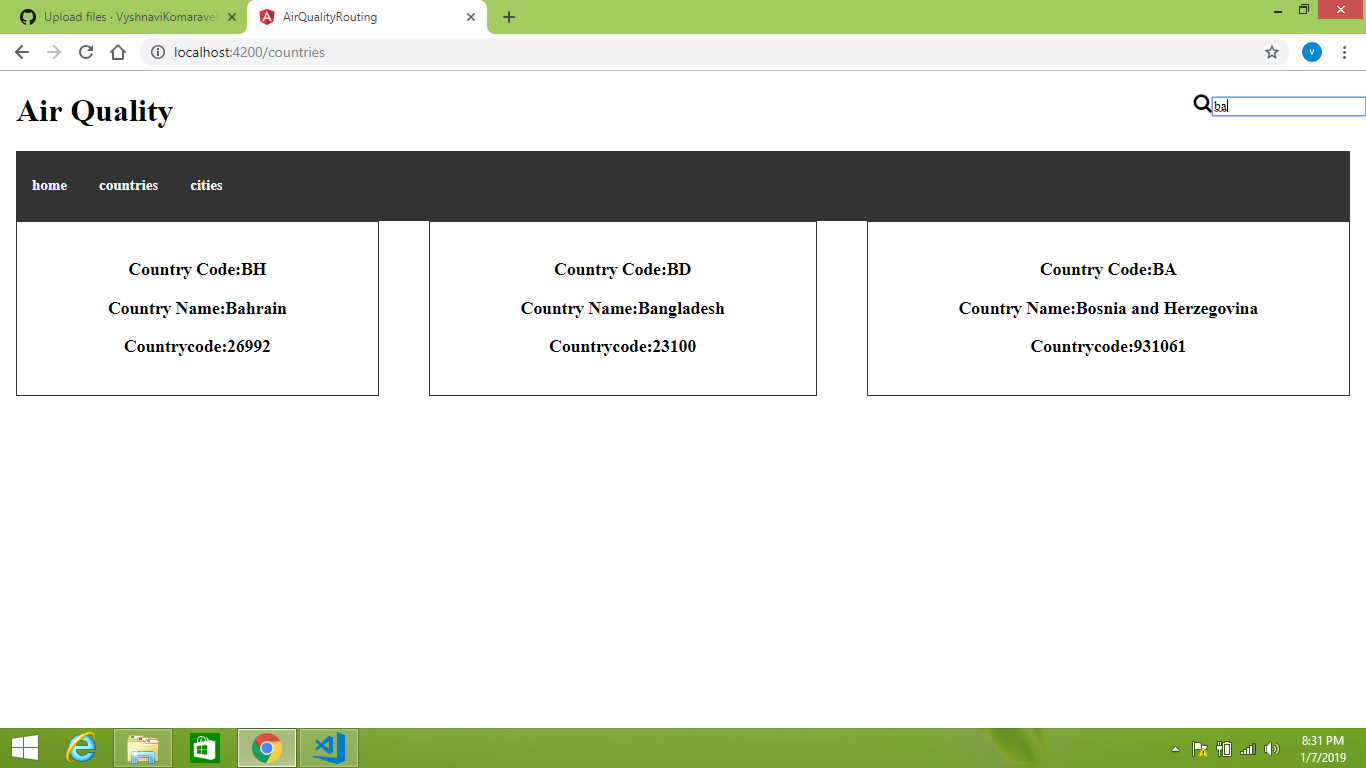 Upload files · VyshnaviKomarave
AirQualityRouting
localhost:4200/countries
v
Air Quality
ba
home countries cities
Country Code:BH
Country Name:Bahrain
Countrycode:26992
Country Code:BD
Country Name:Bangladesh
Countrycode:23100
Country Code:BA
Country Name:Bosnia and Herzegovina
Countrycode:931061
8:31 PM
1/7/2019